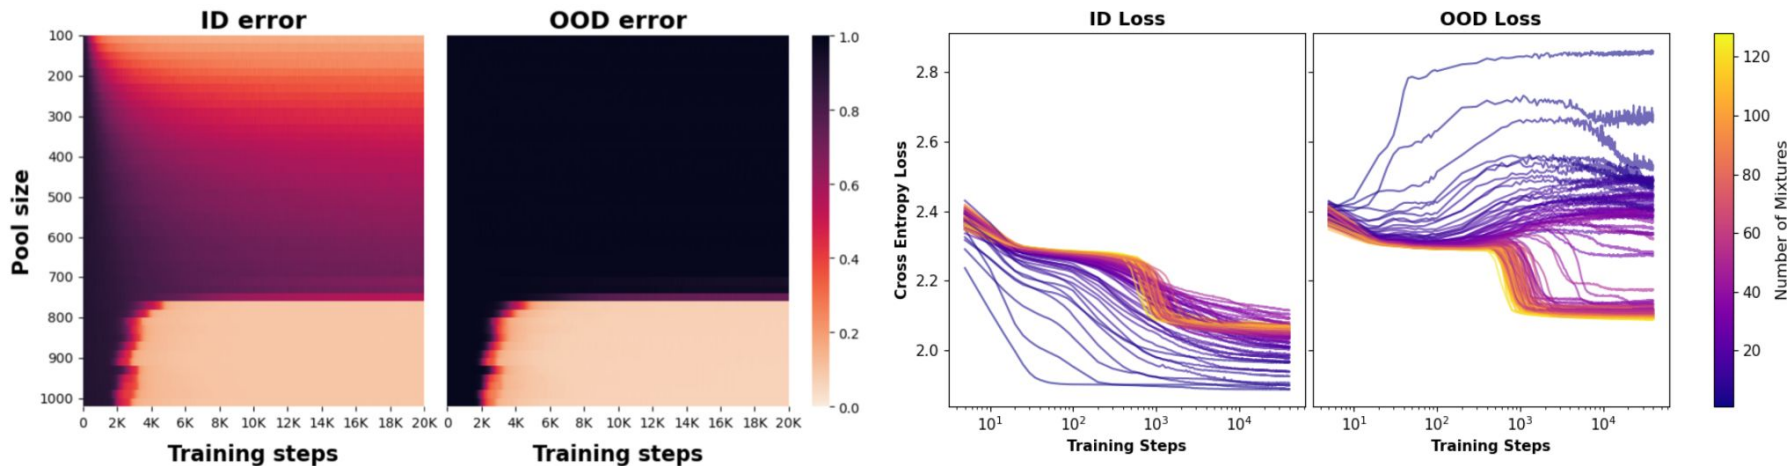 ID error
OOD error
ID Loss
OOD Loss
100
200
300
400
500
600
700
800
900
1000
Pool size
0 2K 4K 6K 8K 10K 12K 14K 16K 18K 20K
Training steps
0 2K 4K 6K 8K 10K 12K 14K 16K 18K 20K
Training steps
1.0
0.8
0.6
0.4
0.2
0.0
Cross Entropy Loss
2.8
2.6
2.4
2.2
2.0
10¹ 10² 10³ 10⁴
Training Steps
10¹ 10² 10³ 10⁴
Training Steps
120
100
80
60
40
20
Number of Mixtures